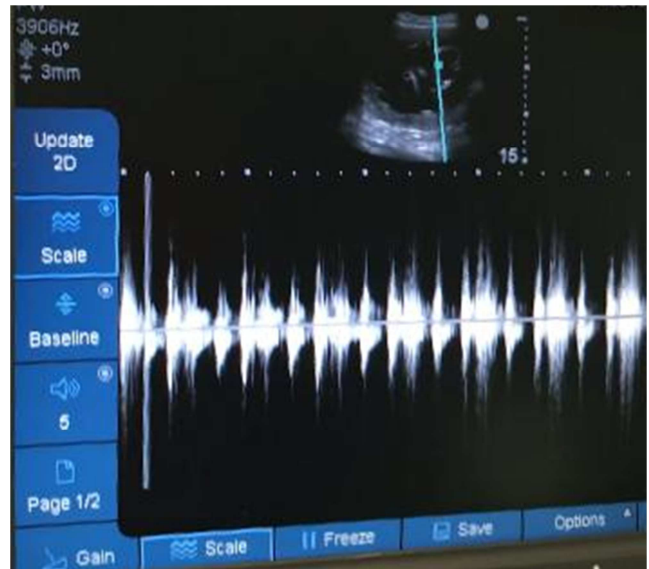 3906Hz
+0°
3mm
Update
2D
15
Scale
Baseline
5
Page 1/2
Gain
Scale
Freeze
Save
Options